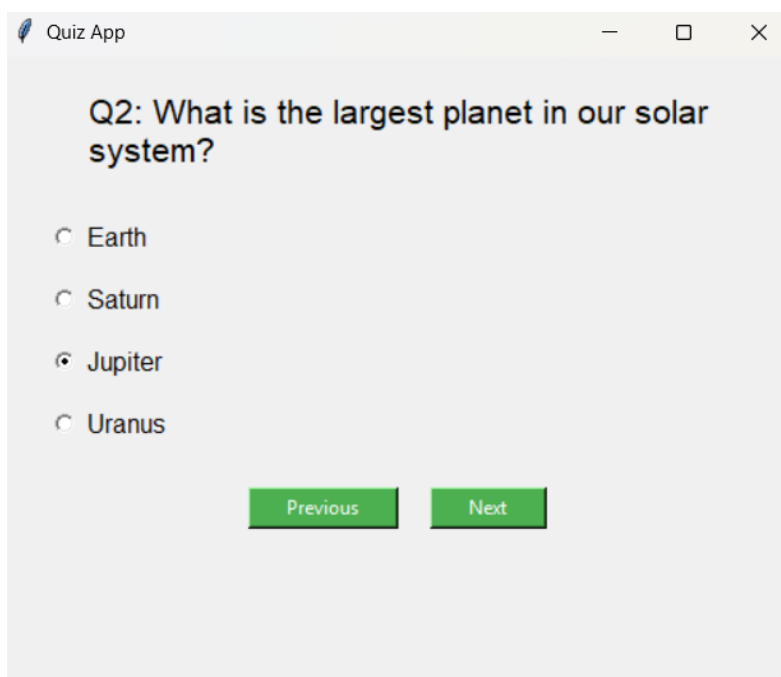 Quiz App
Q2: What is the largest planet in our solar
system?
Earth
Saturn
Jupiter
Uranus
Previous
Next